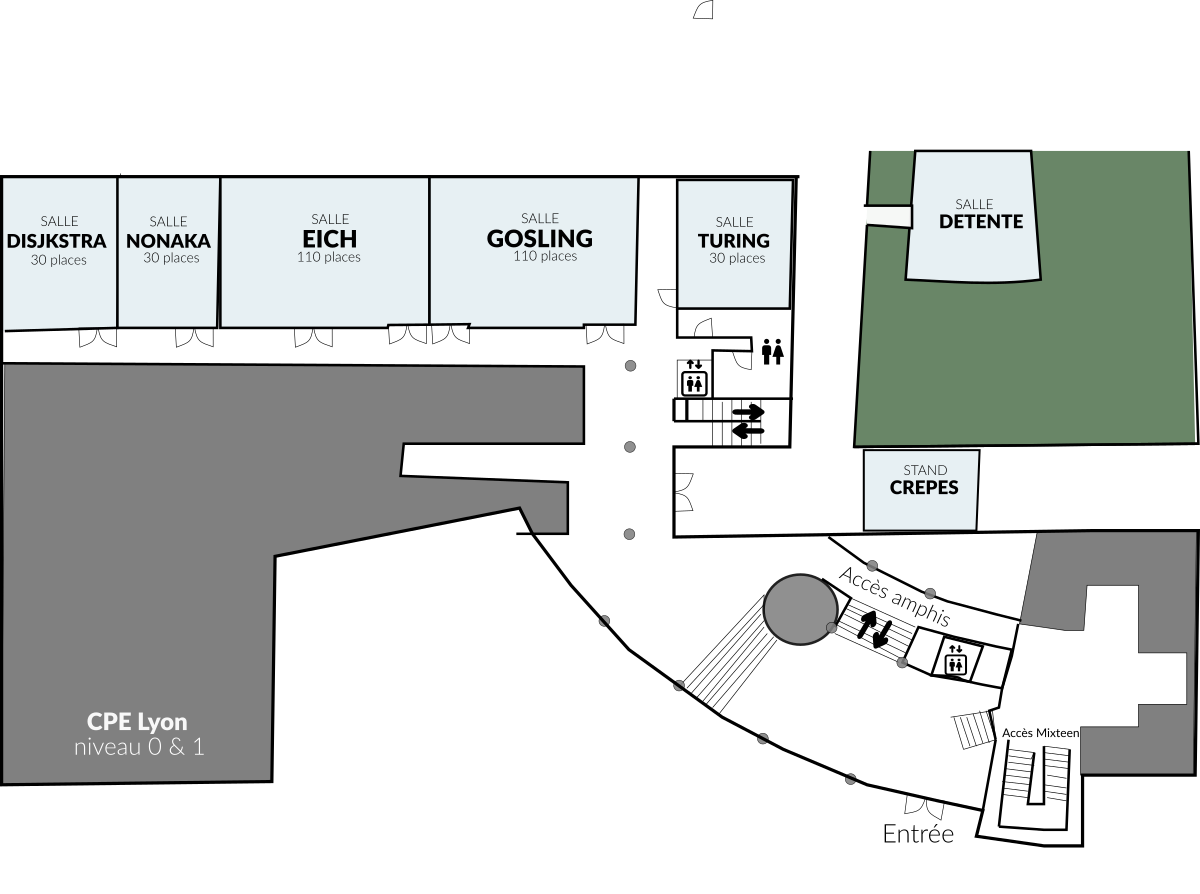 SALLE
DISJKSTRA
30 places
SALLE
NONAKA
30 places
SALLE
EICH
110 places
SALLE
GOSLING
110 places
SALLE
TURING
30 places
SALLE
DETENTE
STAND
CREPES
Accès amphis
CPE Lyon
niveau 0 & 1
Accès Mixteen
Entrée